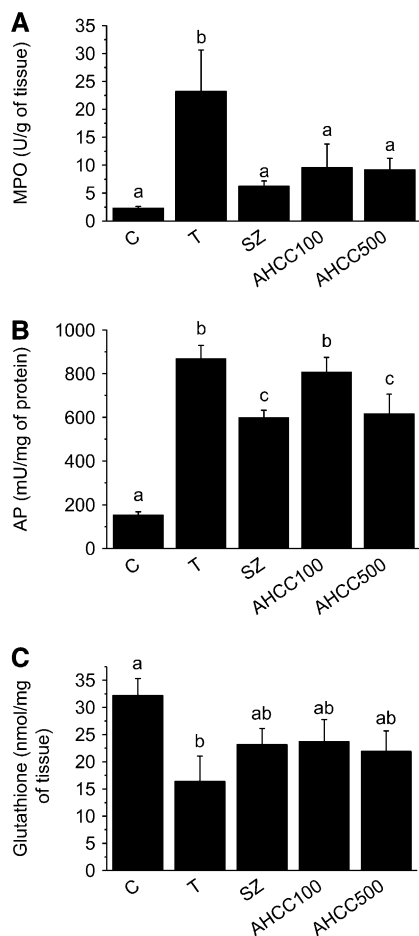 A
MPO (U/g of tissue)
35
30
25
20
15
10
5
0
a
b
a
a
a
C
T
SZ
AHCC100
AHCC500
B
AP (mU/mg of protein)
1000
800
600
400
200
0
a
b
c
b
c
C
T
SZ
AHCC100
AHCC500
C
Glutathione (nmol/mg
of tissue)
35
30
25
20
15
10
5
0
a
b
ab
ab
ab
C
T
SZ
AHCC100
AHCC500